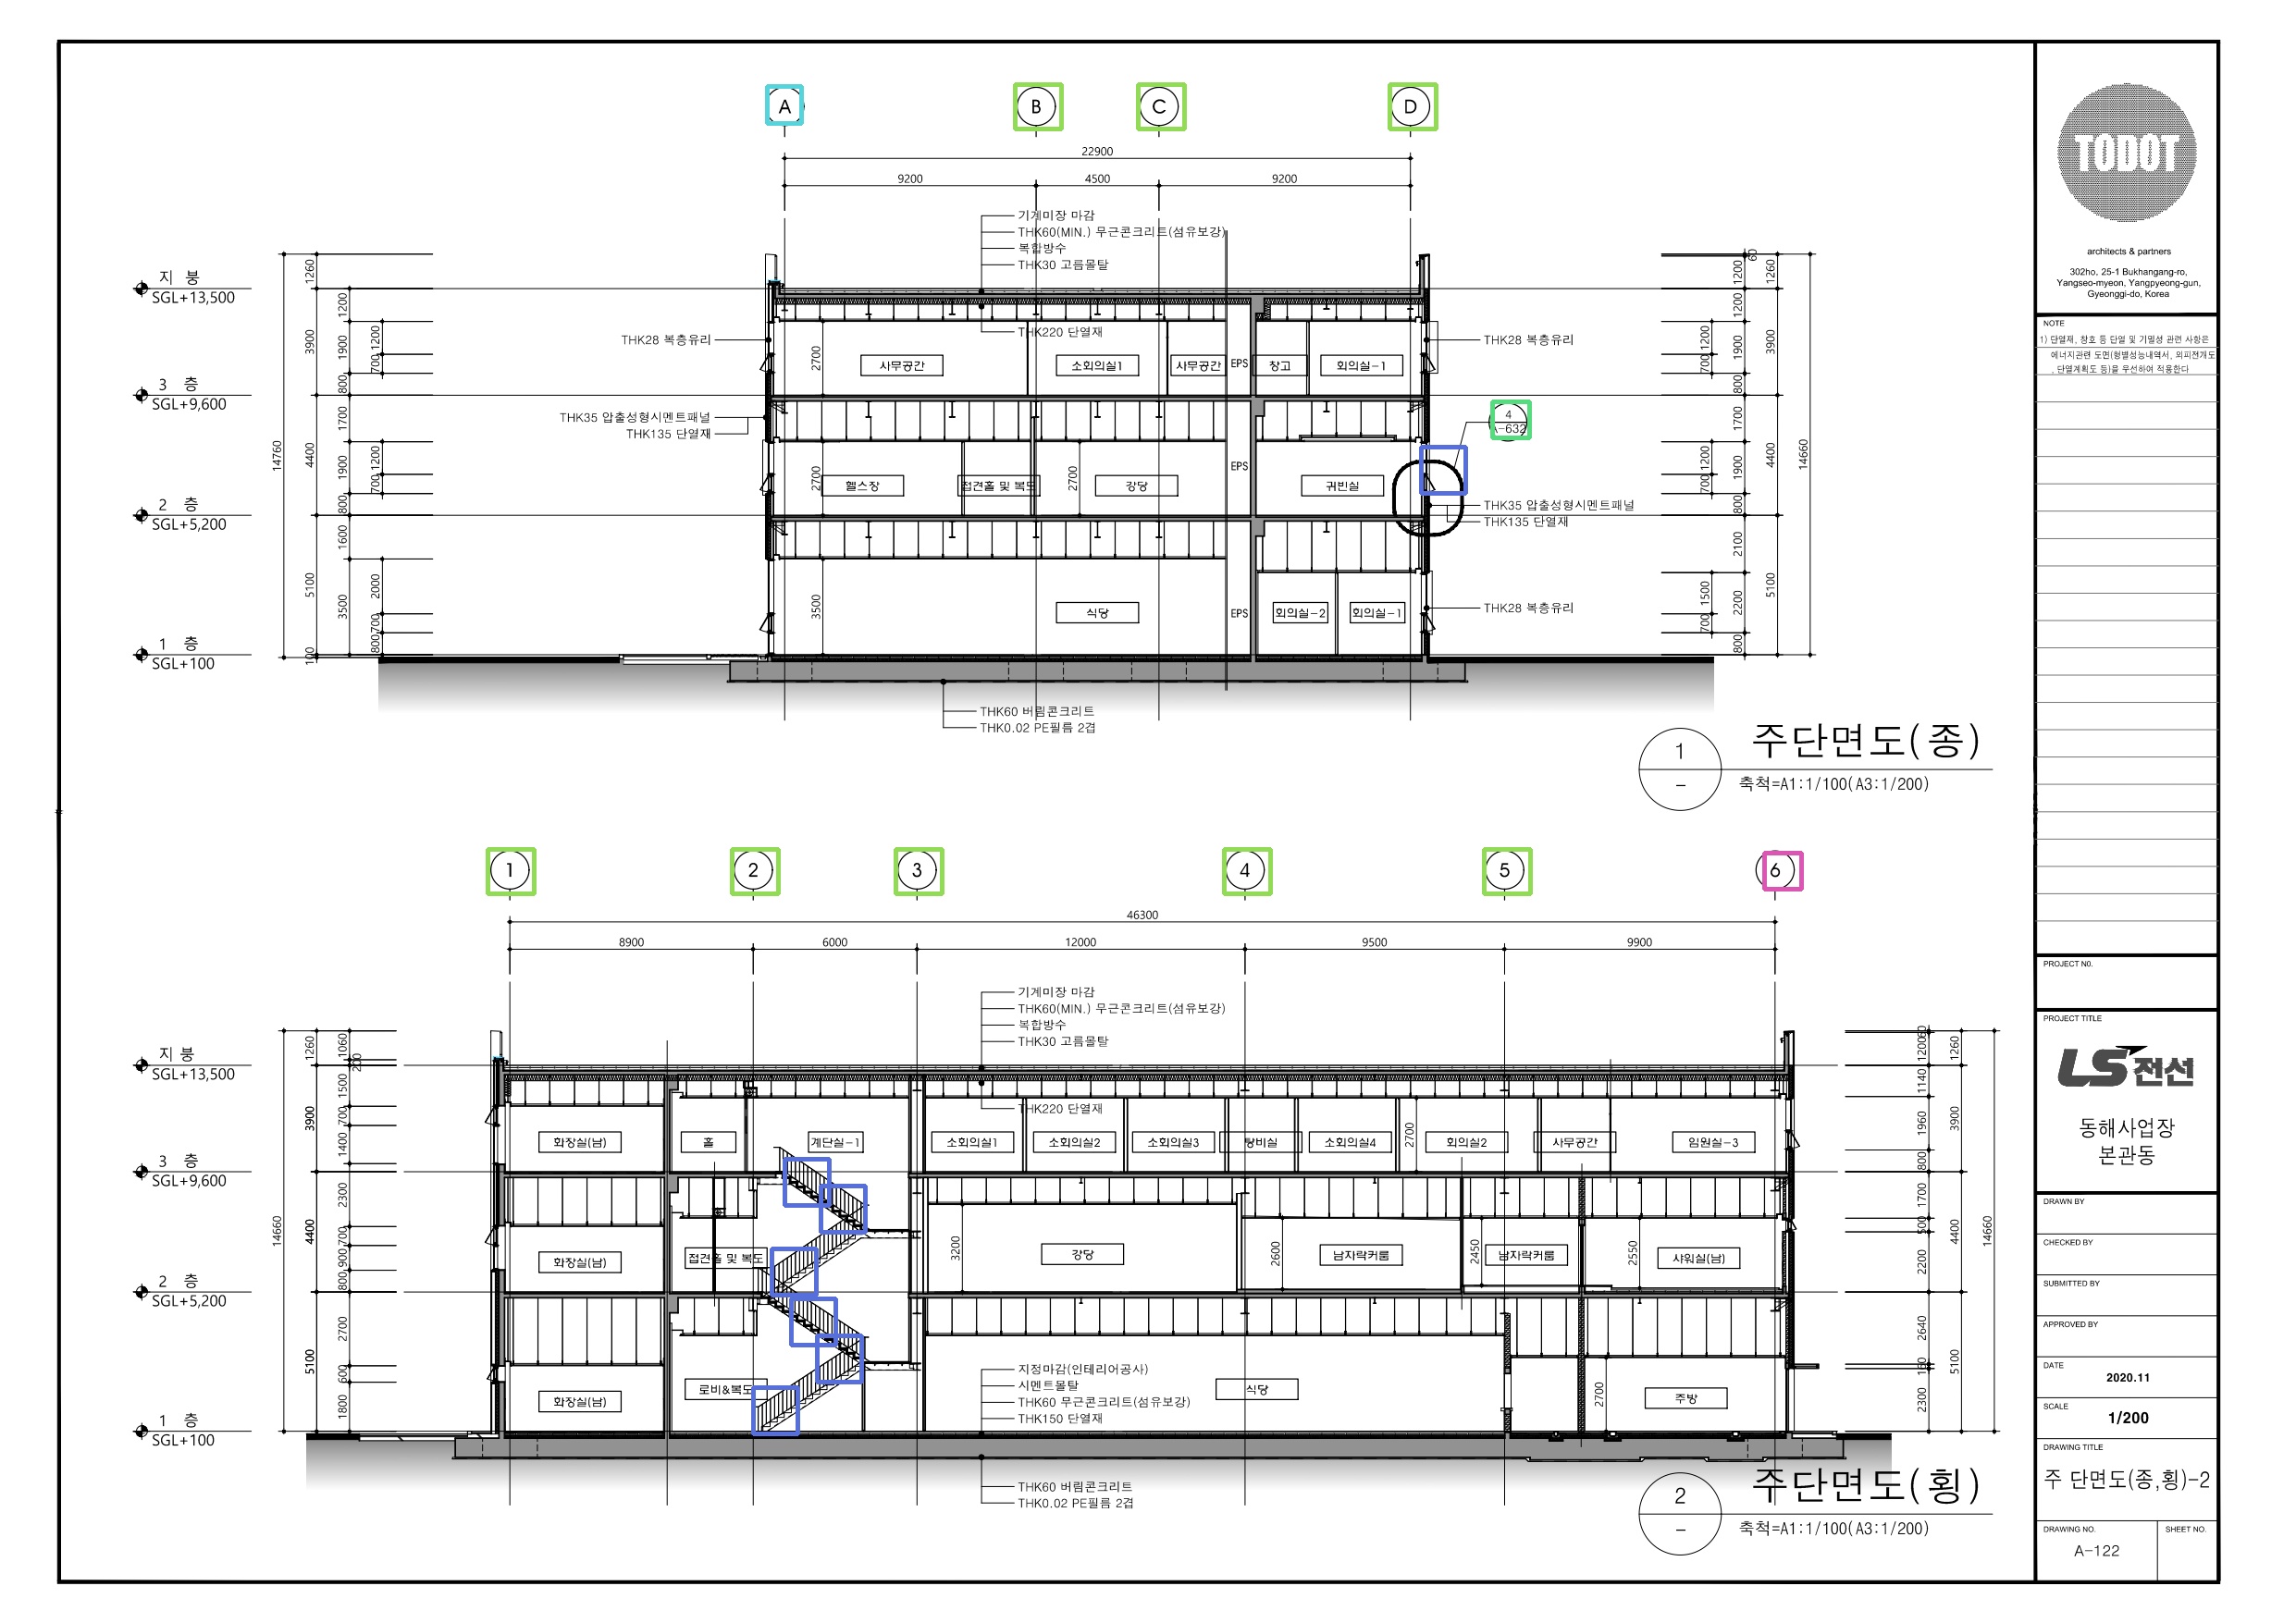 A
B
C
D
22900
9200
4500
9200
기계미장 마감
THK60(MIN.) 무근콘크리트(섬유보강)
복합방수
THK30 고름몰탈
THK220 단열재
지 붕
SGL+13,500
3 층
SGL+9,600
2 층
SGL+5,200
1 층
SGL+100
14760
1260
3900
4400
5100
100
1200
1900
800
1700
1900
800
1600
3500
1200
700
1200
700
2000
700
800
THK28 복층유리
THK35 압출성형시멘트패널
THK135 단열재
2700
사무공간
소회의실1
사무공간
EPS
창고
회의실-1
2700
헬스장
접견홀 및 복도
2700
강당
EPS
귀빈실
3500
식당
EPS
회의실-2
회의실-1
THK28 복층유리
4
A-632
THK35 압출성형시멘트패널
THK135 단열재
THK28 복층유리
60
1200
1260
1200
1900
800
1700
1900
800
2100
2200
800
1200
700
1200
700
1500
700
3900
4400
5100
14660
THK60 버림콘크리트
THK0.02 PE필름 2겹
1
-
주단면도(종)
축척=A1:1/100(A3:1/200)
1
2
3
4
5
6
46300
8900
6000
12000
9500
9900
기계미장 마감
THK60(MIN.) 무근콘크리트(섬유보강)
복합방수
THK30 고름몰탈
THK220 단열재
지 붕
SGL+13,500
3 층
SGL+9,600
2 층
SGL+5,200
1 층
SGL+100
14660
1260
3900
4400
5100
1060
200
1500
700
1400
2300
700
900
800
2700
600
1800
화장실(남)
홀
계단실-1
소회의실1
소회의실2
소회의실3
탕비실
소회의실4
2700
회의실2
사무공간
임원실-3
화장실(남)
접견홀 및 복도
3200
강당
2600
남자락커룸
2450
남자락커룸
2550
샤워실(남)
화장실(남)
로비&복도
지정마감(인테리어공사)
시멘트몰탈
THK60 무근콘크리트(섬유보강)
THK150 단열재
식당
2700
주방
60
1200
1140
1960
800
1700
500
2200
2640
160
2300
1260
3900
4400
5100
14660
THK60 버림콘크리트
THK0.02 PE필름 2겹
2
-
주단면도(횡)
축척=A1:1/100(A3:1/200)
TODOT
architects & partners
302ho, 25-1 Bukhangang-ro,
Yangseo-myeon, Yangpyeong-gun,
Gyeonggi-do, Korea
NOTE
1) 단열재, 창호 등 단열 및 기밀성 관련 사항은
에너지관련 도면(형별성능내역서, 외피전개도
, 단열계획도 등)을 우선하여 적용한다
PROJECT NO.
PROJECT TITLE
LS전선
동해사업장
본관동
DRAWN BY
CHECKED BY
SUBMITTED BY
APPROVED BY
DATE
2020.11
SCALE
1/200
DRAWING TITLE
주 단면도(종,횡)-2
DRAWING NO.
SHEET NO.
A-122